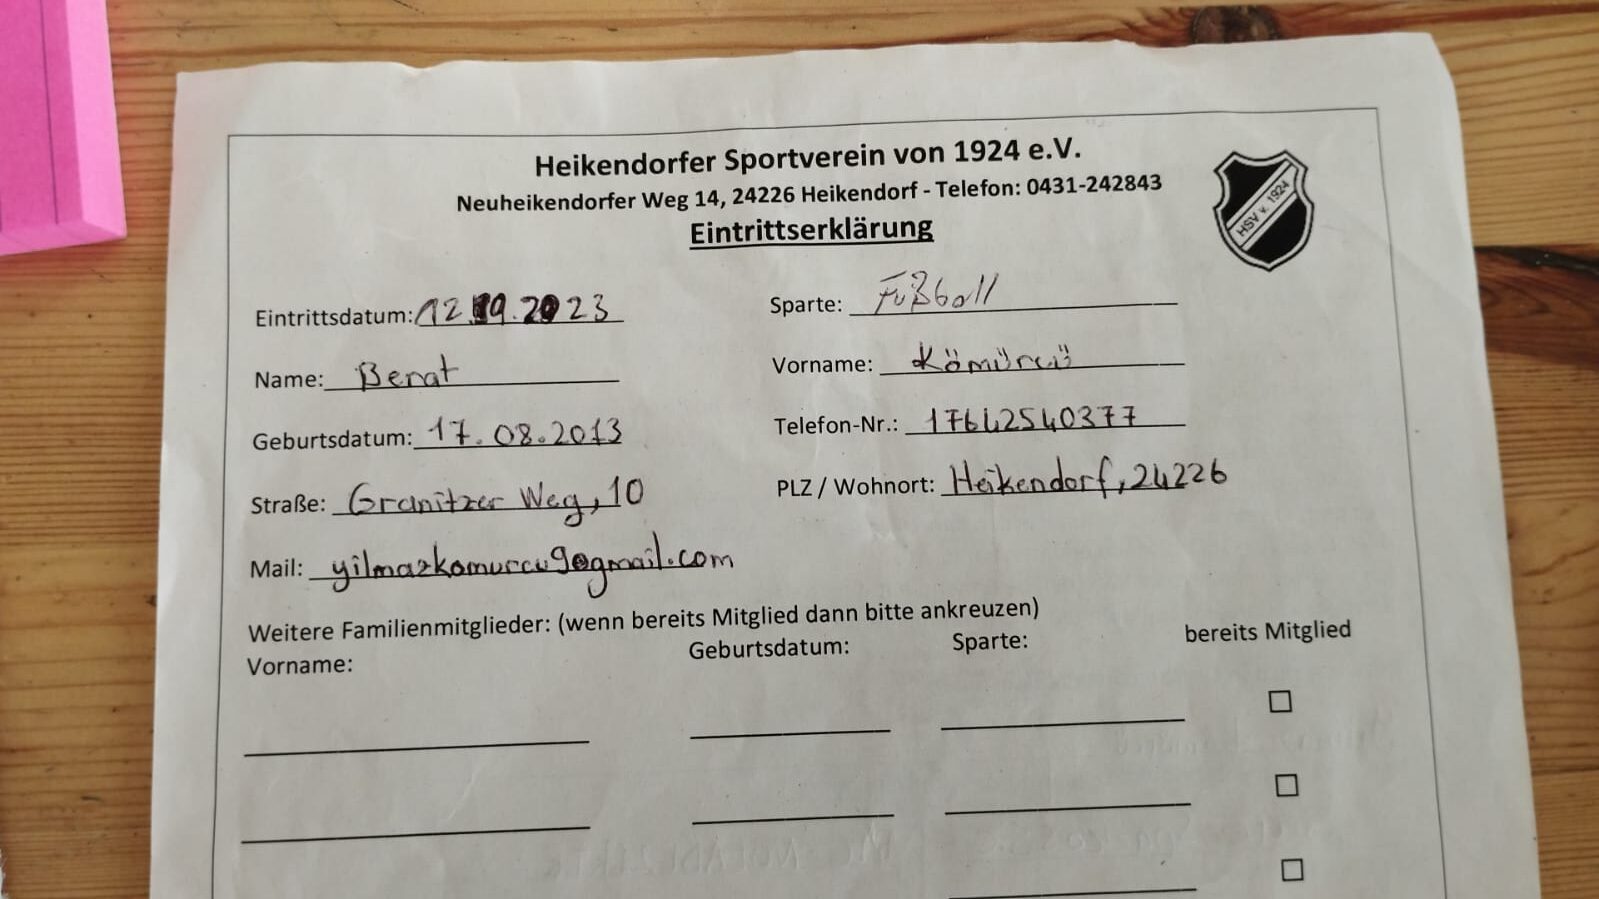 Heikendorfer Sportverein von 1924 e.V.
Neuheikendorfer Weg 14, 24226 Heikendorf - Telefon: 0431-242843
Eintrittserklärung
HSV v. 1924
Eintrittsdatum: 12.09.2023 Sparte: Fußball
Name: Berat Vorname: Kömürcü
Geburtsdatum: 17.08.2013 Telefon-Nr.: 17642540377
Straße: Granitzer Weg, 10 PLZ / Wohnort: Heikendorf, 24226
Mail: yilmazkomurcu9@gmail.com
Weitere Familienmitglieder: (wenn bereits Mitglied dann bitte ankreuzen)
Vorname: Geburtsdatum: Sparte: bereits Mitglied